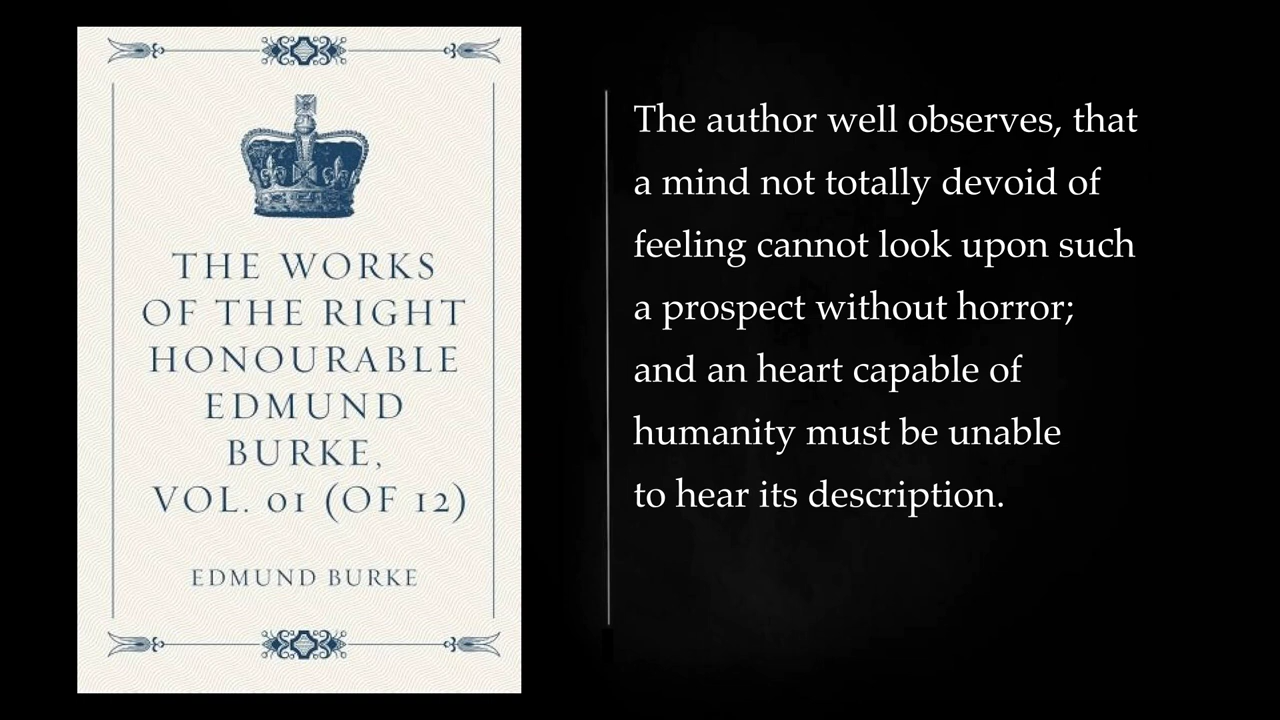 THE WORKS
OF THE RIGHT
HONOURABLE
EDMUND
BURKE,
VOL. 01 (OF 12)
EDMUND BURKE
The author well observes, that
a mind not totally devoid of
feeling cannot look upon such
a prospect without horror;
and an heart capable of
humanity must be unable
to hear its description.